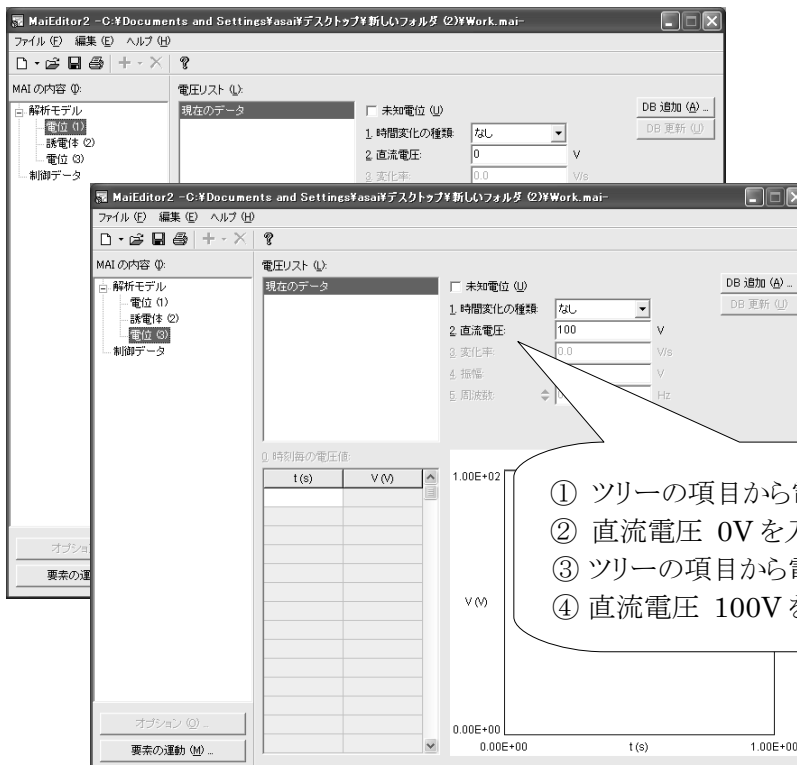 MaiEditor2 -C:¥Documents and Settings¥asai¥デスクトップ¥新しいフォルダ (2)¥Work.mai-
ファイル (F) 編集 (E) ヘルプ (H)
MAI の内容 (I):
電圧リスト (L):
解析モデル
電位 (1)
誘電体 (2)
電位 (3)
制御データ
現在のデータ
未知電位 (U)
1. 時間変化の種類: なし
2. 直流電圧: 0 V
3. 変化率: 0.0 V/s
DB 追加 (A) ...
DB 更新 (U)
要素の運
MaiEditor2 -C:¥Documents and Settings¥asai¥デスクトップ¥新しいフォルダ (2)¥Work.mai-
ファイル (F) 編集 (E) ヘルプ (H)
MAI の内容 (I):
電圧リスト (L):
解析モデル
電位 (1)
誘電体 (2)
電位 (3)
制御データ
現在のデータ
未知電位 (U)
1. 時間変化の種類: なし
2. 直流電圧: 100 V
3. 変化率: 0.0 V/s
4. 振幅: V
5. 周波数: Hz
DB 追加 (A) ...
DB 更新 (U)
0. 時刻毎の電圧値:
t (s) V (V)
1.00E+02
V (V)
0.00E+00
0.00E+00 t (s) 1.00E+00
オプション (O) ...
要素の運動 (M) ...
① ツリーの項目から
② 直流電圧 0V を
③ ツリーの項目から
④ 直流電圧 100V を